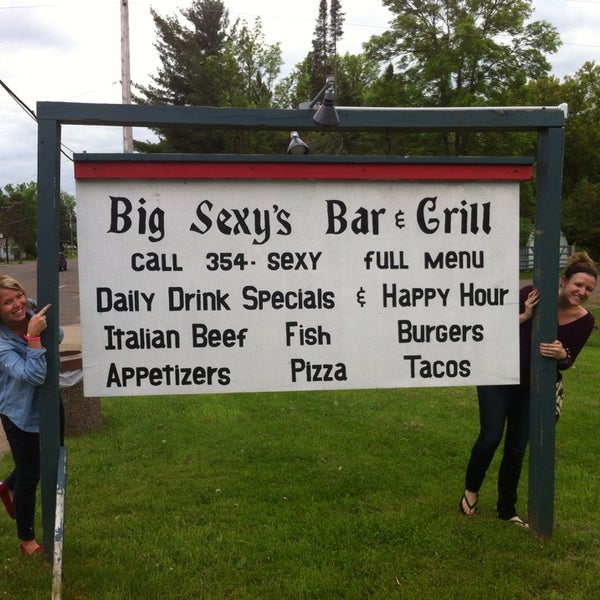 Big Sexy's Bar & Grill
CALL 354-SEXY FULL MENU
Daily Drink Specials & Happy Hour
Italian Beef Fish Burgers
Appetizers Pizza Tacos